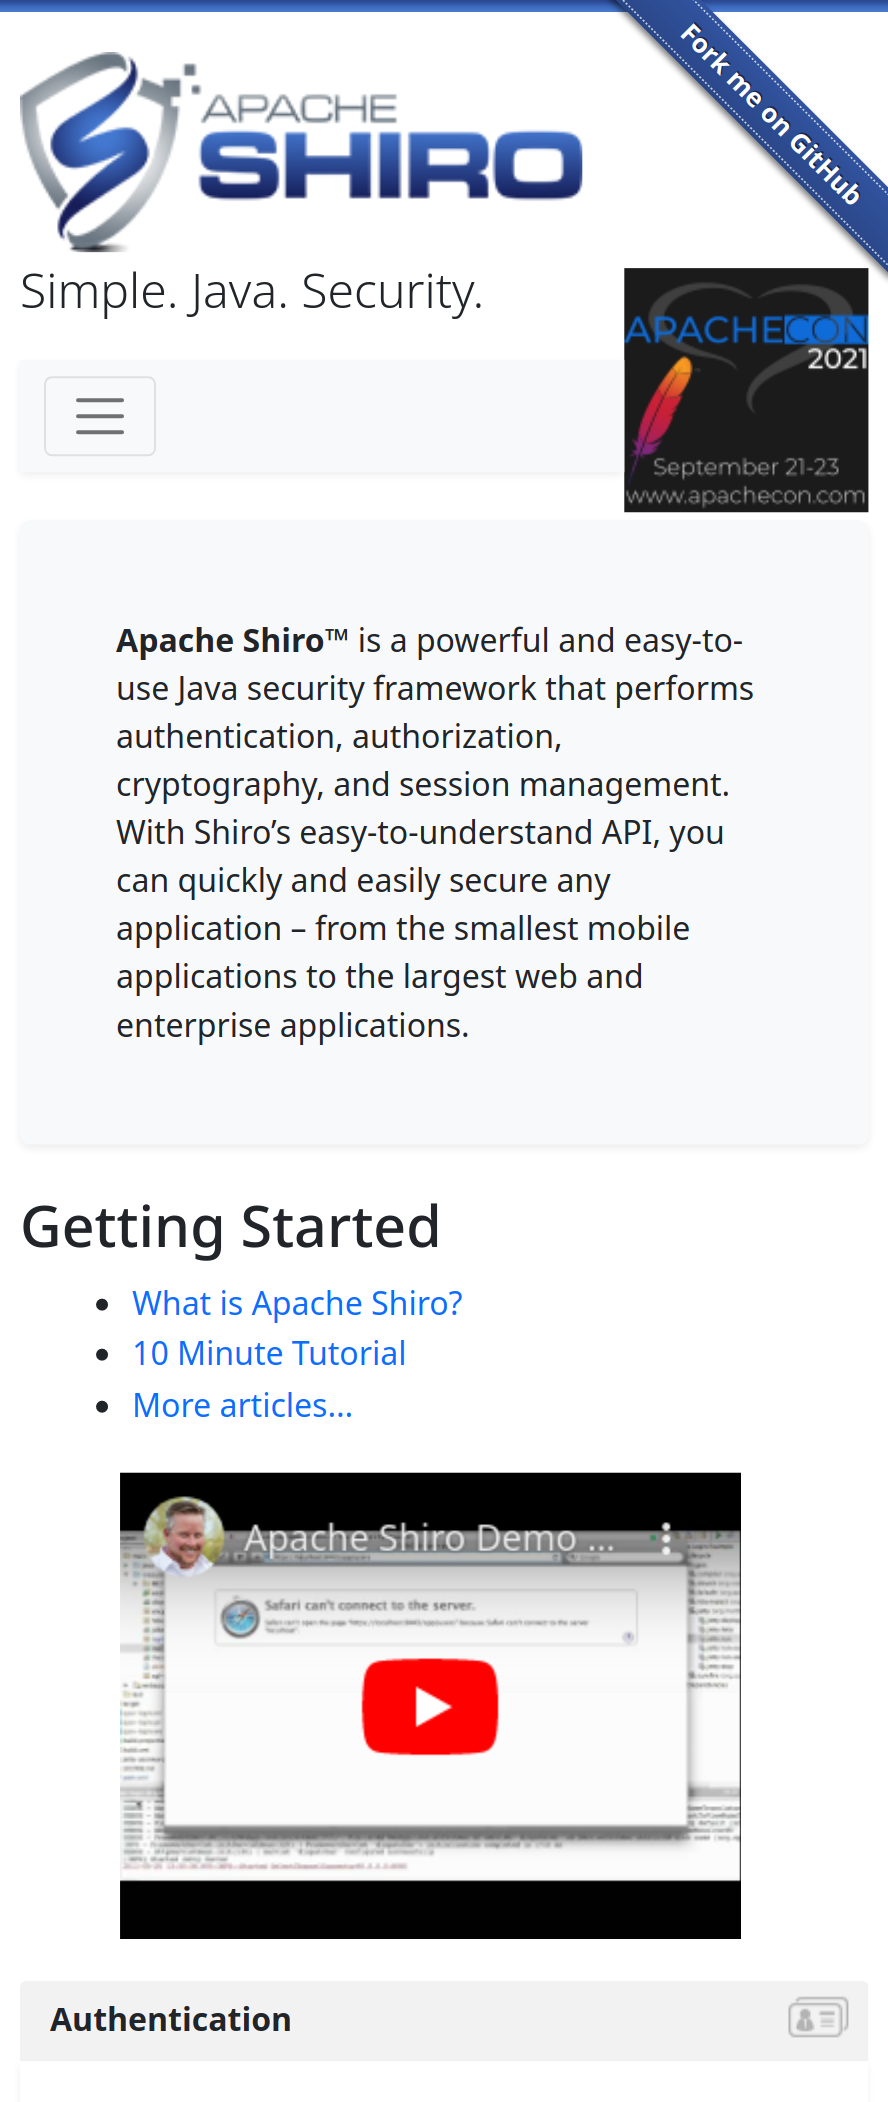 Fork me on GitHub
APACHE
SHIRO
Simple. Java. Security.
APACHECON
2021
September 21-23
www.apachecon.com
Apache Shiro™ is a powerful and easy-to-
use Java security framework that performs
authentication, authorization,
cryptography, and session management.
With Shiro’s easy-to-understand API, you
can quickly and easily secure any
application – from the smallest mobile
applications to the largest web and
enterprise applications.
Getting Started
What is Apache Shiro?
10 Minute Tutorial
More articles...
Apache Shiro Demo ...
Safari can't connect to the server.
Authentication